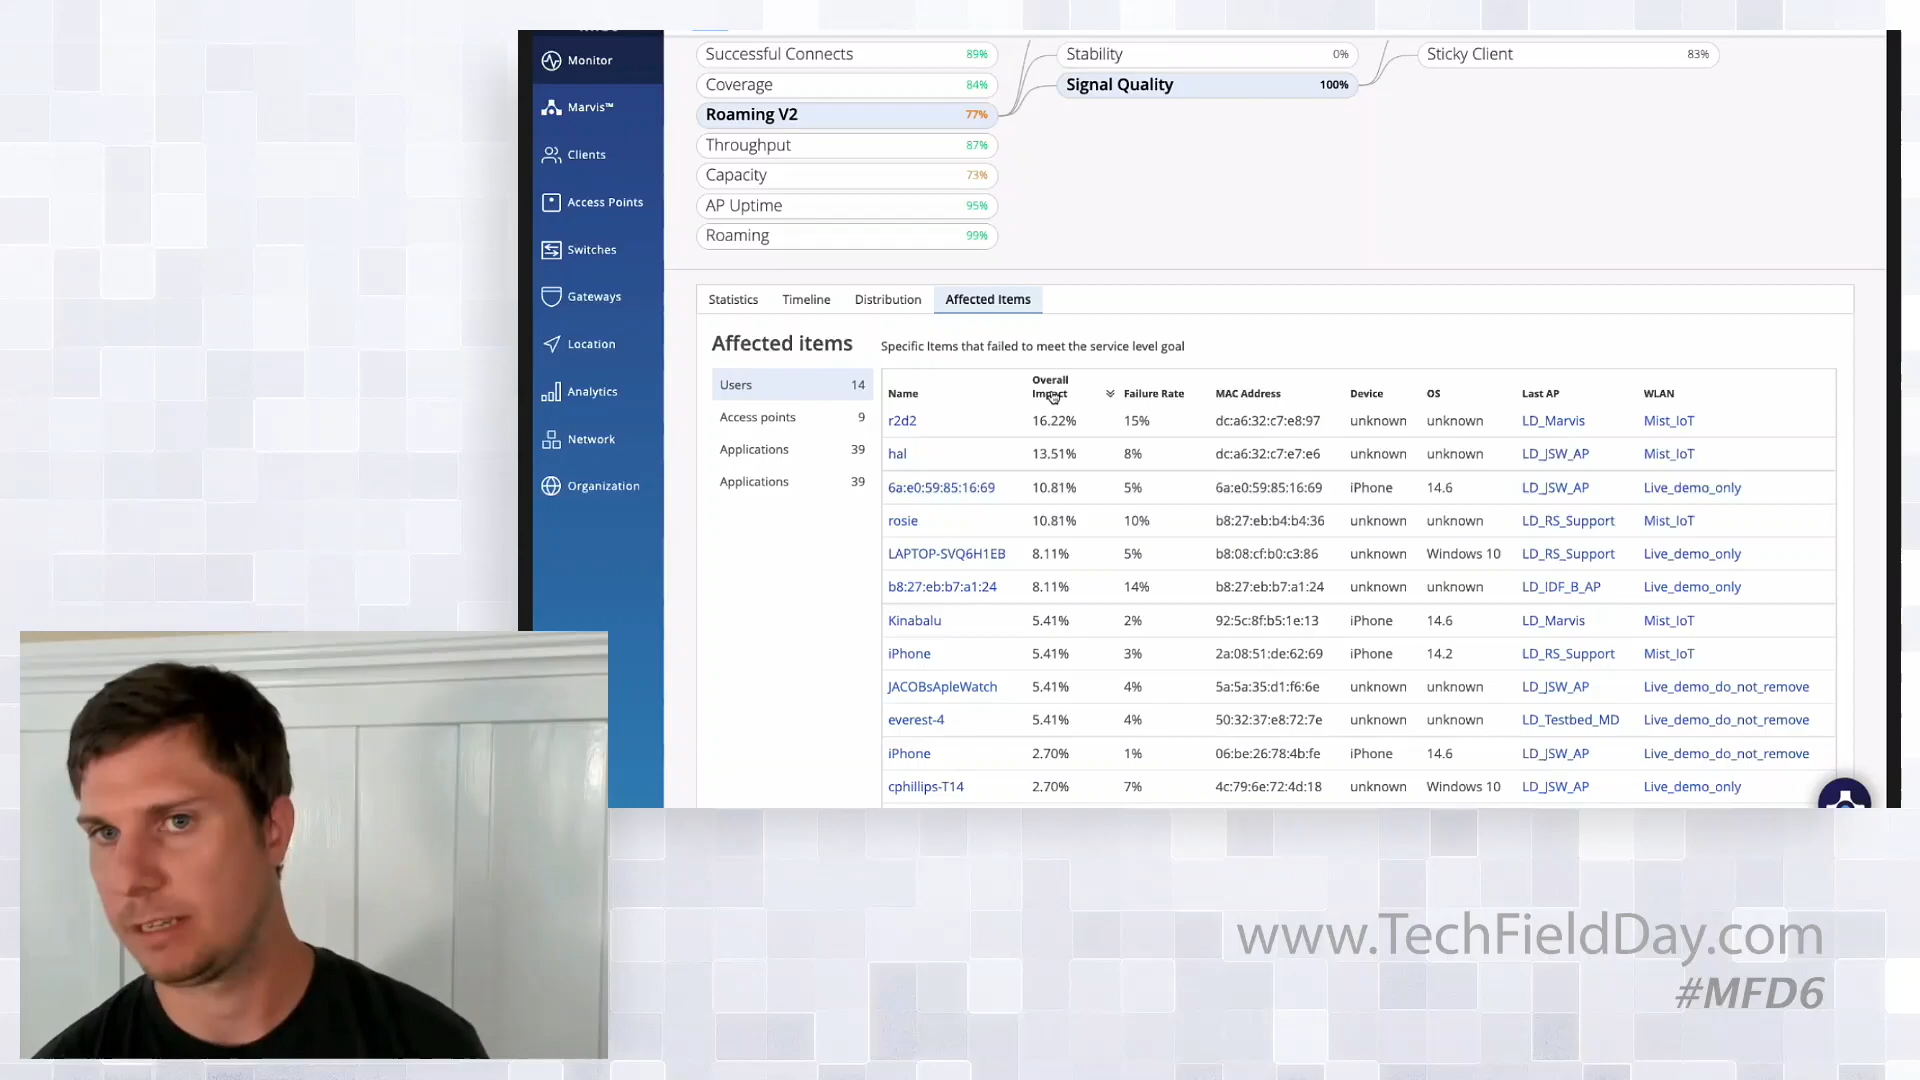 Monitor
Marvis™
Clients
Access Points
Switches
Gateways
Location
Analytics
Network
Organization
Successful Connects 89%
Coverage 84%
Roaming V2 77%
Throughput 87%
Capacity 73%
AP Uptime 95%
Roaming 99%
Stability 0%
Signal Quality 100%
Sticky Client 83%
Statistics Timeline Distribution Affected Items
Affected items
Specific Items that failed to meet the service level goal
Users 14
Access points 9
Applications 39
Applications 39
Name Overall Impact Failure Rate MAC Address Device OS Last AP WLAN
r2d2 16.22% 15% dc:a6:32:c7:e8:97 unknown unknown LD_Marvis Mist_IoT
hal 13.51% 8% dc:a6:32:c7:e7:e6 unknown unknown LD_JSW_AP Mist_IoT
6a:e0:59:85:16:69 10.81% 5% 6a:e0:59:85:16:69 iPhone 14.6 LD_JSW_AP Live_demo_only
rosie 10.81% 10% b8:27:eb:b4:b4:36 unknown unknown LD_RS_Support Mist_IoT
LAPTOP-SVQ6H1EB 8.11% 5% b8:08:cf:b0:c3:86 unknown Windows 10 LD_RS_Support Live_demo_only
b8:27:eb:b7:a1:24 8.11% 14% b8:27:eb:b7:a1:24 unknown unknown LD_IDF_B_AP Live_demo_only
Kinabalu 5.41% 2% 92:5c:8f:b5:1e:13 iPhone 14.6 LD_Marvis Mist_IoT
iPhone 5.41% 3% 2a:08:51:de:62:69 iPhone 14.2 LD_RS_Support Mist_IoT
JACOBsApleWatch 5.41% 4% 5a:5a:35:d1:f6:6e unknown unknown LD_JSW_AP Live_demo_do_not_remove
everest-4 5.41% 4% 50:32:37:e8:72:7e unknown unknown LD_Testbed_MD Live_demo_do_not_remove
iPhone 2.70% 1% 06:be:26:78:4b:fe iPhone 14.6 LD_JSW_AP Live_demo_do_not_remove
cphillips-T14 2.70% 7% 4c:79:6e:72:4d:18 unknown Windows 10 LD_JSW_AP Live_demo_only
www.TechFieldDay.com
#MFD6